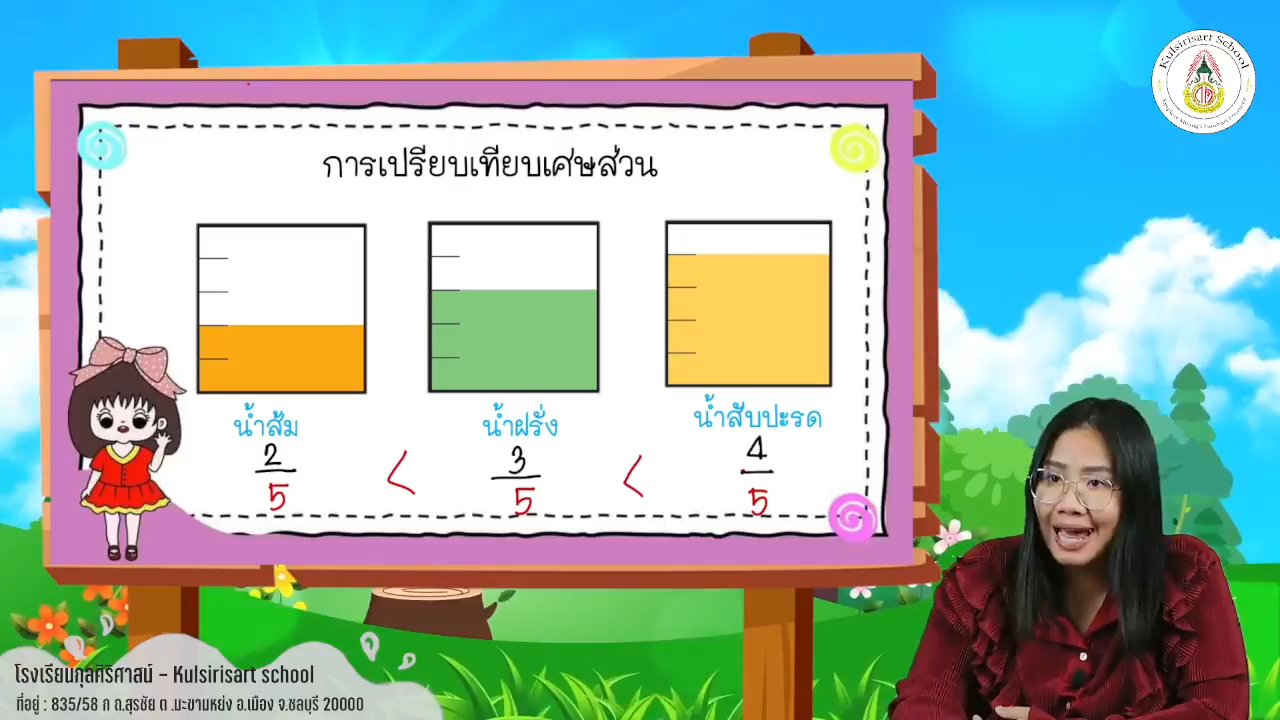 Kulsirisart School
การเปรียบเทียบเศษส่วน
น้ำส้ม น้ำฝรั่ง น้ำสับปะรด
2/5 < 3/5 < 4/5
โรงเรียนกุลศิริศาสน์ - Kulsirisart school
ที่อยู่ : 835/58 ก ถ.สุรชัย ต .มะขามหย่ง อ.เมือง จ.ชลบุรี 20000